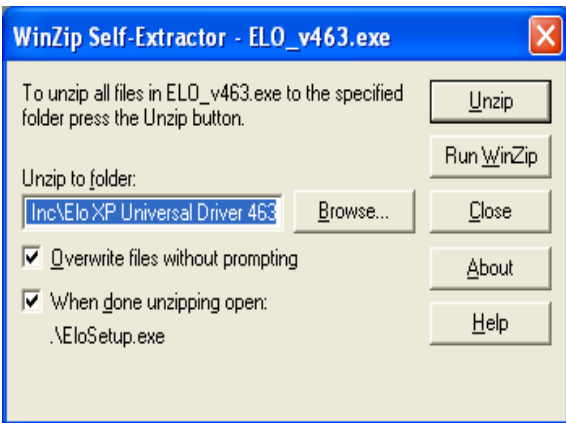 WinZip Self-Extractor - ELO_v463.exe
To unzip all files in ELO_v463.exe to the specified
folder press the Unzip button.
Unzip
Run WinZip
Unzip to folder:
Inc\Elo XP Universal Driver 463
Browse...
Close
Overwrite files without prompting
About
When done unzipping open:
.\EloSetup.exe
Help